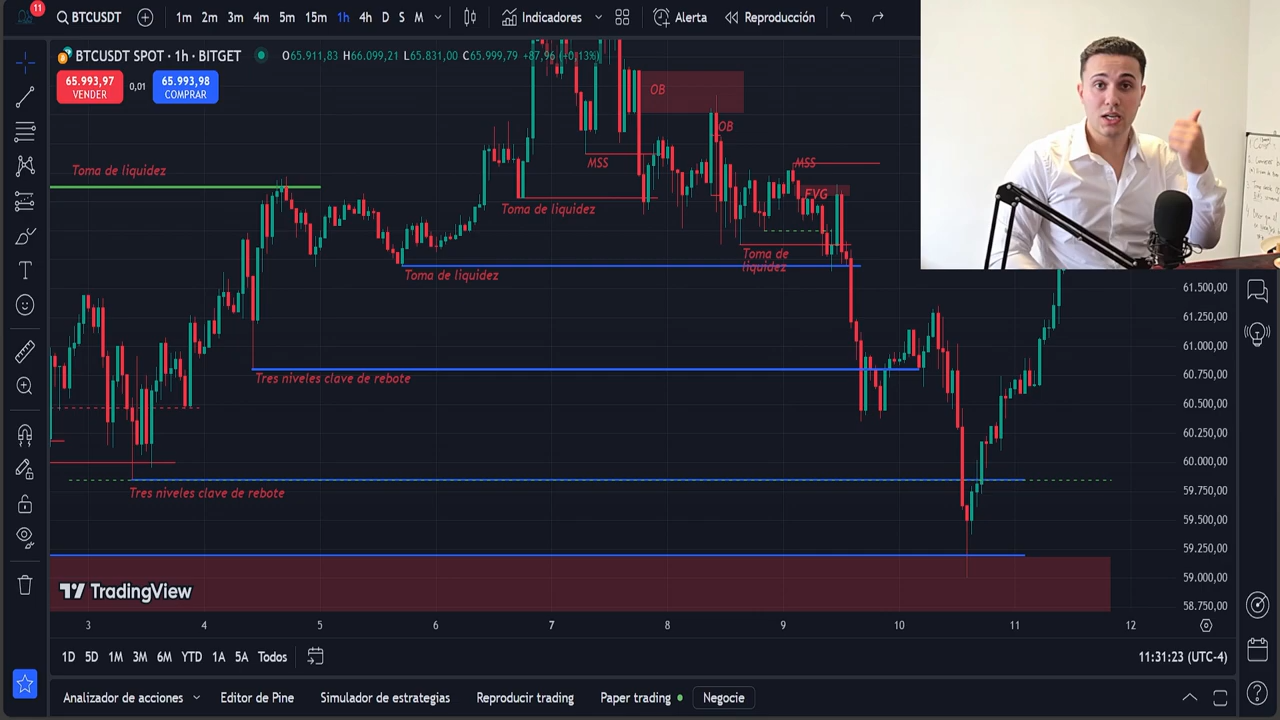 11
BTCUSDT
1m 2m 3m 4m 5m 15m 1h 4h D S M
Indicadores
Alerta
Reproducción
BTCUSDT SPOT · 1h · BITGET
O65.911,83 H66.099,21 L65.831,00 C65.999,79 +87,96 (+0,13%)
65.993,97
VENDER
0,01
65.993,98
COMPRAR
OB
OB
MSS
MSS
Toma de liquidez
FVG
Toma de liquidez
Toma de
liquidez
Toma de liquidez
Tres niveles clave de rebote
Tres niveles clave de rebote
61.500,00
61.250,00
61.000,00
60.750,00
60.500,00
60.250,00
60.000,00
59.750,00
59.500,00
59.250,00
59.000,00
58.750,00
TradingView
3 4 5 6 7 8 9 10 11 12
1D 5D 1M 3M 6M YTD 1A 5A Todos
11:31:23 (UTC-4)
Analizador de acciones
Editor de Pine
Simulador de estrategias
Reproducir trading
Paper trading
Negocie